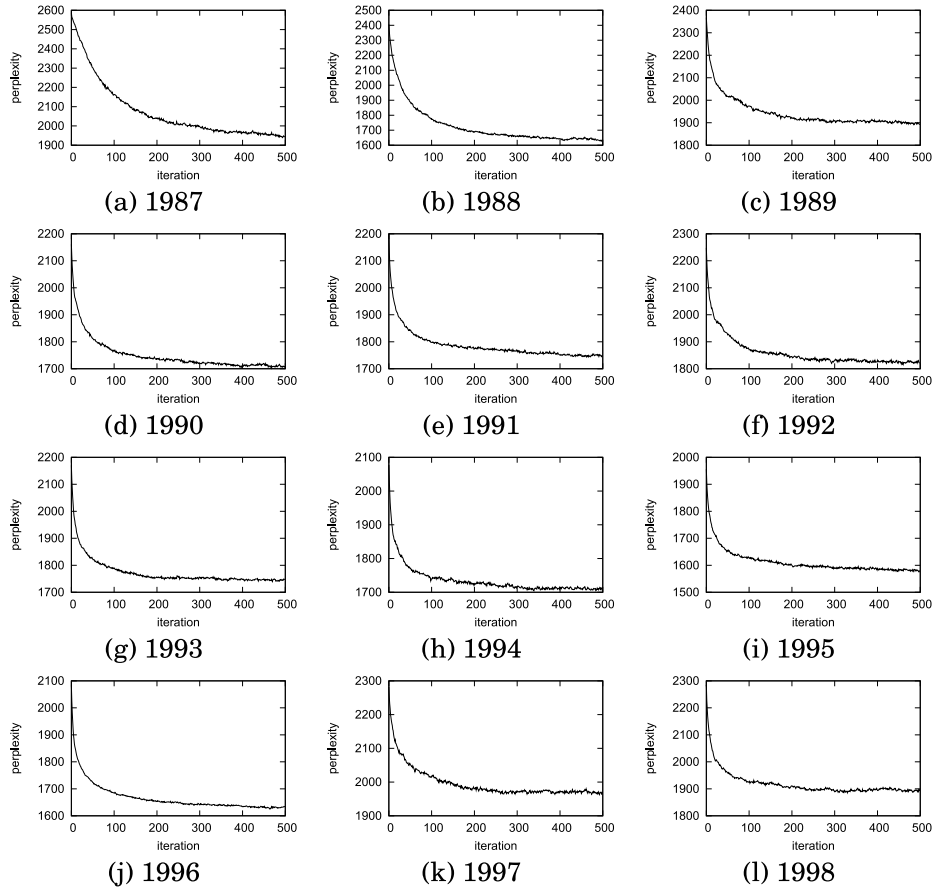 perplexity
2600
2500
2400
2300
2200
2100
2000
1900
0 100 200 300 400 500
iteration
(a) 1987
perplexity
2500
2400
2300
2200
2100
2000
1900
1800
1700
1600
0 100 200 300 400 500
iteration
(b) 1988
perplexity
2400
2300
2200
2100
2000
1900
1800
0 100 200 300 400 500
iteration
(c) 1989
perplexity
2200
2100
2000
1900
1800
1700
0 100 200 300 400 500
iteration
(d) 1990
perplexity
2200
2100
2000
1900
1800
1700
0 100 200 300 400 500
iteration
(e) 1991
perplexity
2300
2200
2100
2000
1900
1800
0 100 200 300 400 500
iteration
(f) 1992
perplexity
2200
2100
2000
1900
1800
1700
0 100 200 300 400 500
iteration
(g) 1993
perplexity
2100
2000
1900
1800
1700
0 100 200 300 400 500
iteration
(h) 1994
perplexity
2000
1900
1800
1700
1600
1500
0 100 200 300 400 500
iteration
(i) 1995
perplexity
2100
2000
1900
1800
1700
1600
0 100 200 300 400 500
iteration
(j) 1996
perplexity
2300
2200
2100
2000
1900
0 100 200 300 400 500
iteration
(k) 1997
perplexity
2300
2200
2100
2000
1900
1800
0 100 200 300 400 500
iteration
(l) 1998